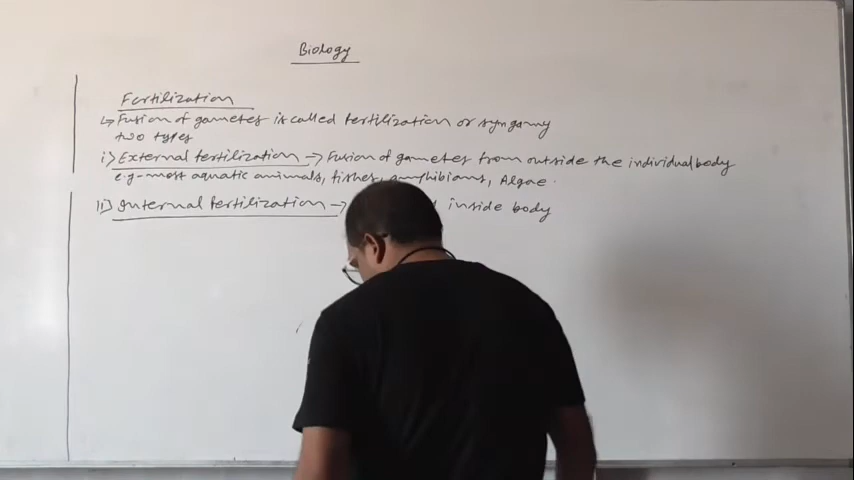 Biology
Fertilization
↳ Fusion of gametes is called fertilization or syngamy
two types
i) External fertilization → Fusion of gametes from outside the individual body
e.g - most aquatic animals, fishes, amphibians, Algae.
ii) Internal fertilization → inside body